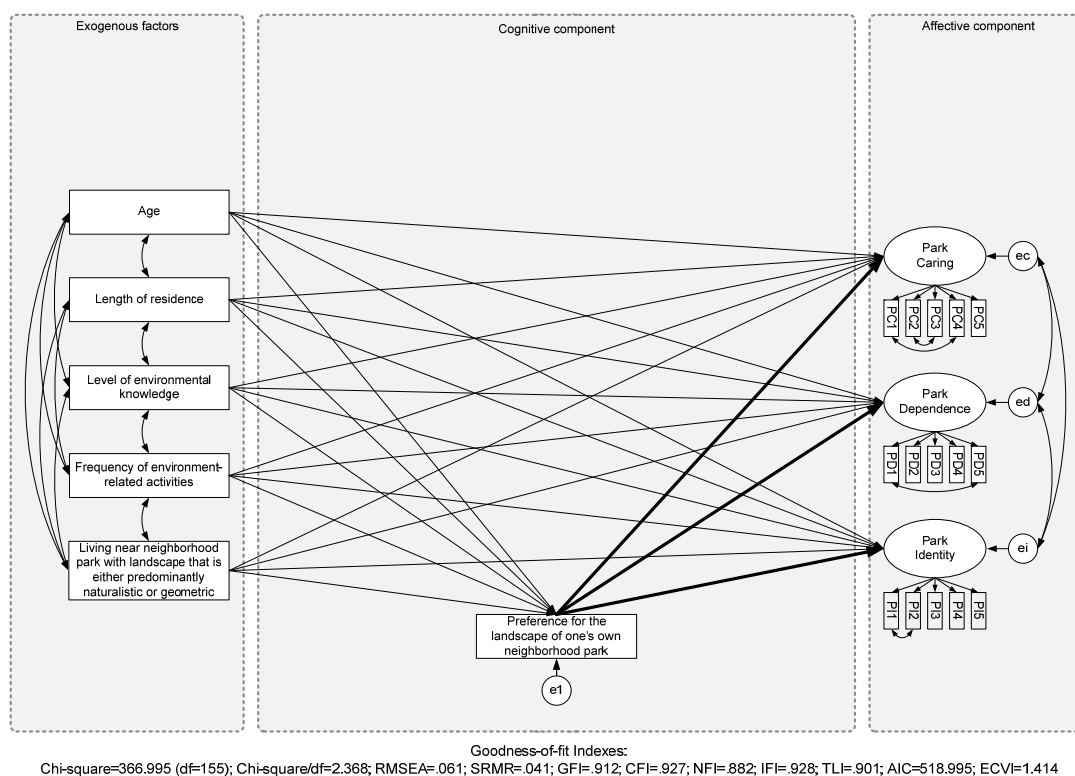 Exogenous factors
Cognitive component
Affective component
Age
Length of residence
Level of environmental
knowledge
Frequency of environment-
related activities
Living near neighborhood
park with landscape that is
either predominantly
naturalistic or geometric
Preference for the
landscape of one's own
neighborhood park
e1
Park
Caring
ec
PC1
PC2
PC3
PC4
PC5
Park
Dependence
ed
PD1
PD2
PD3
PD4
PD5
Park
Identity
ei
PI1
PI2
PI3
PI4
PI5
Goodness-of-fit Indexes:
Chi-square=366.995 (df=155); Chi-square/df=2.368; RMSEA=.061; SRMR=.041; GFI=.912; CFI=.927; NFI=.882; IFI=.928; TLI=.901; AIC=518.995; ECVI=1.414